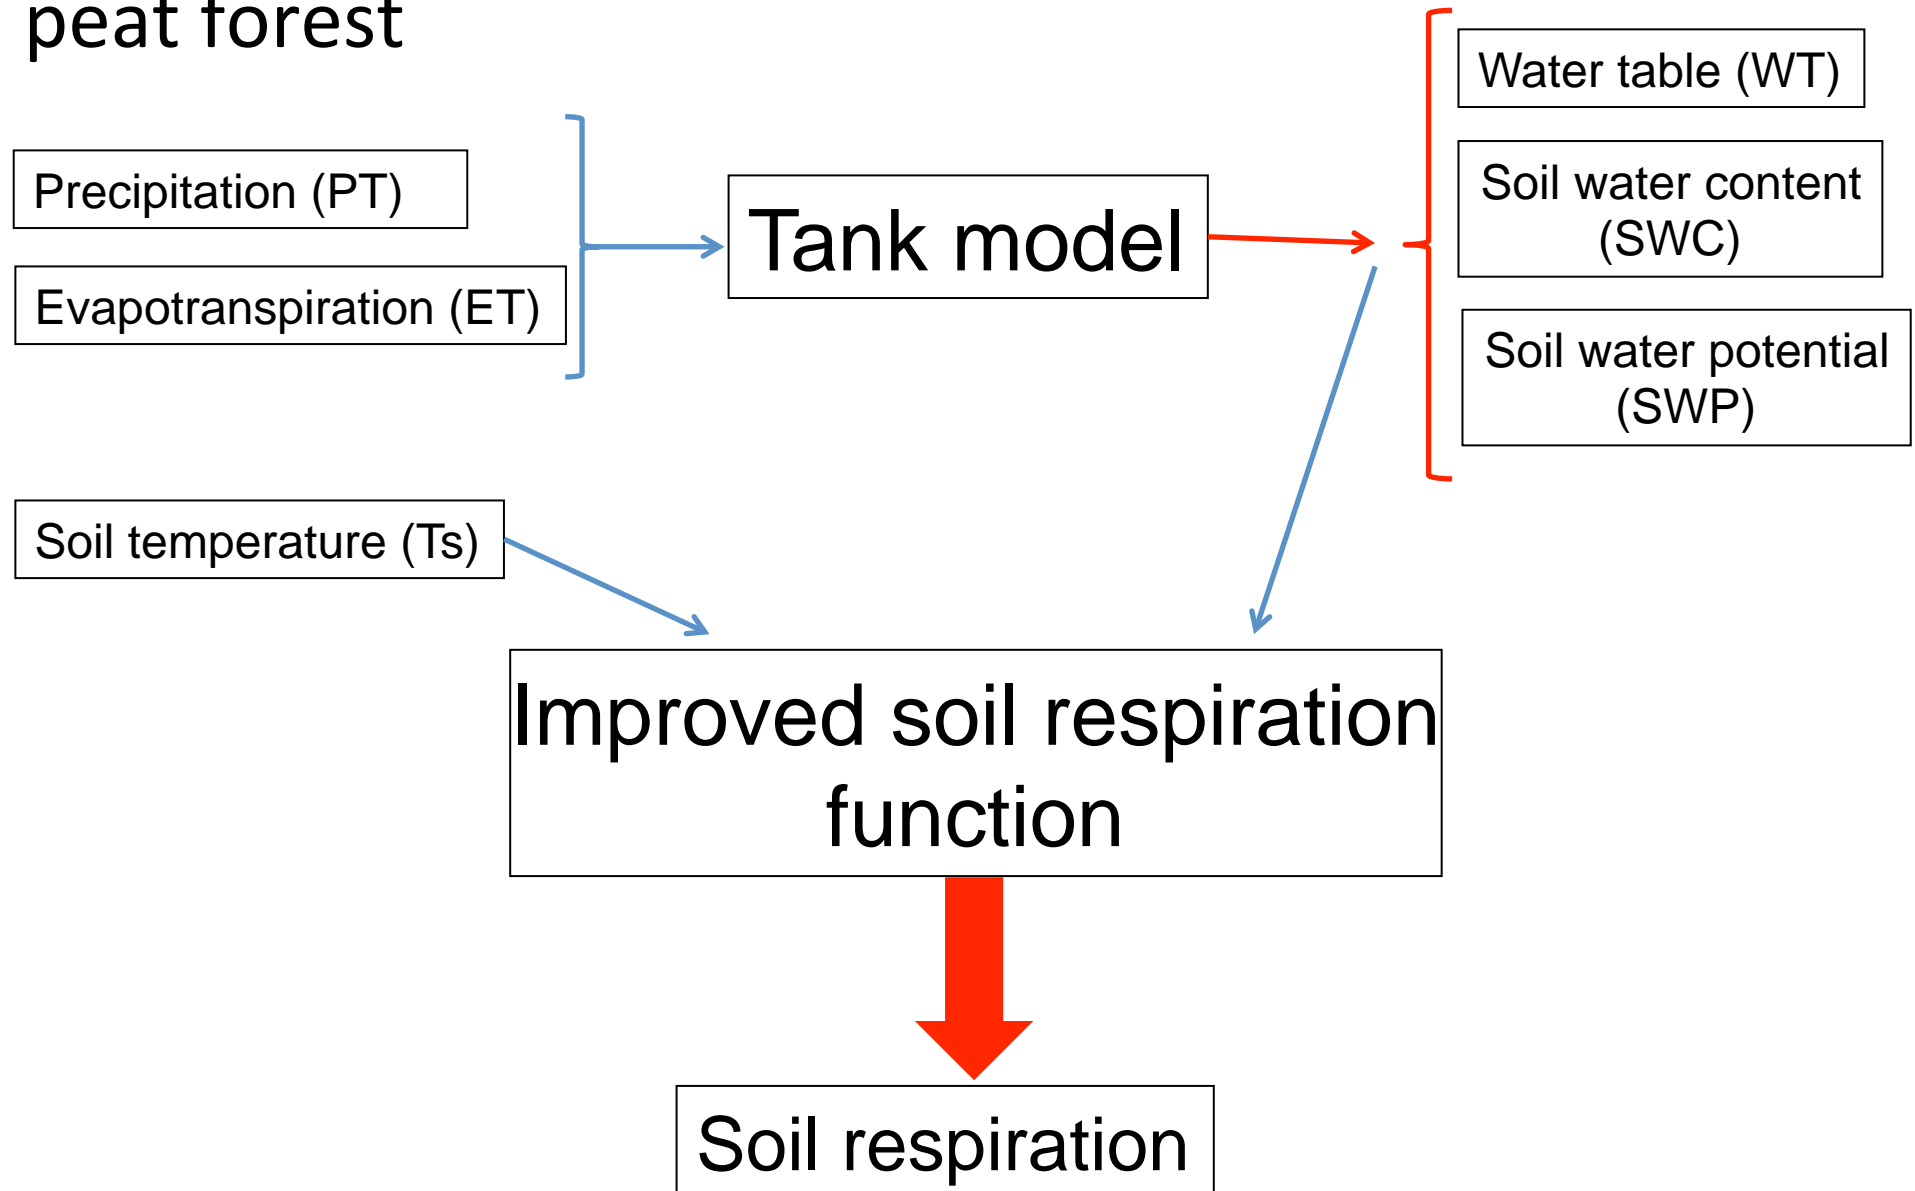 peat forest
Precipitation (PT)
Evapotranspiration (ET)
Tank model
Water table (WT)
Soil water content
(SWC)
Soil water potential
(SWP)
Soil temperature (Ts)
Improved soil respiration
function
Soil respiration